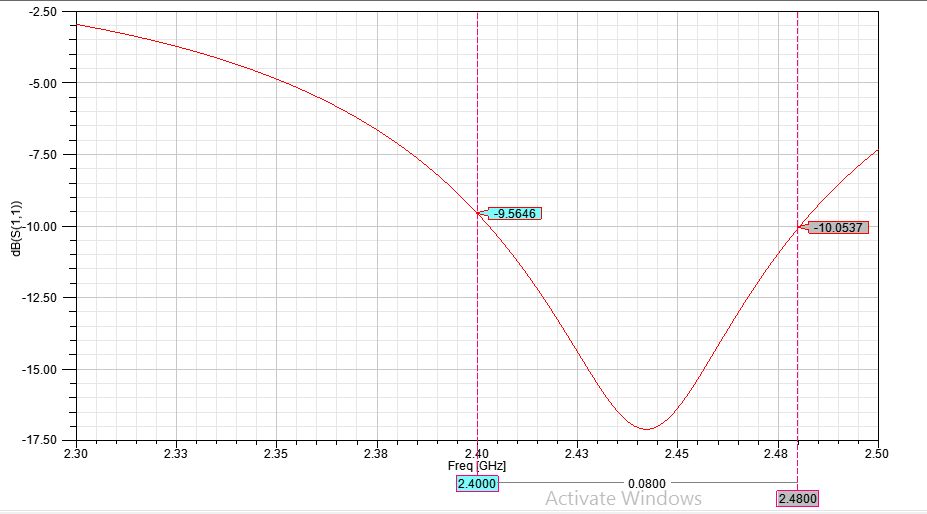 -2.50
-5.00
-7.50
-10.00
-12.50
-15.00
-17.50
dB(S(1,1))
-9.5646
-10.0537
2.30 2.33 2.35 2.38 2.40 2.43 2.45 2.48 2.50
Freq [GHz]
2.4000 0.0800
2.4800
Activate Windows